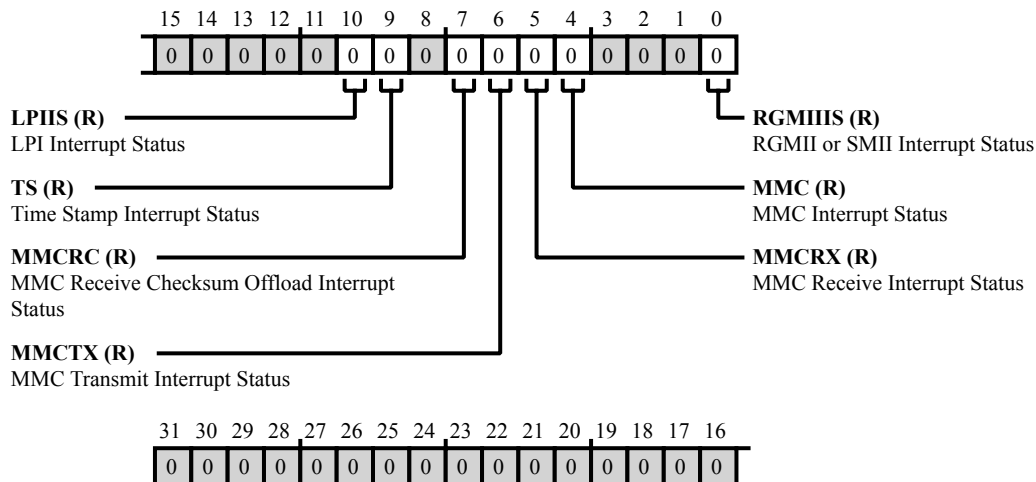 15 14 13 12 11 10 9 8 7 6 5 4 3 2 1 0
0 0 0 0 0 0 0 0 0 0 0 0 0 0 0 0
LPIIS (R)
LPI Interrupt Status
TS (R)
Time Stamp Interrupt Status
MMCRC (R)
MMC Receive Checksum Offload Interrupt
Status
MMCTX (R)
MMC Transmit Interrupt Status
RGMIIIS (R)
RGMII or SMII Interrupt Status
MMC (R)
MMC Interrupt Status
MMCRX (R)
MMC Receive Interrupt Status
31 30 29 28 27 26 25 24 23 22 21 20 19 18 17 16
0 0 0 0 0 0 0 0 0 0 0 0 0 0 0 0